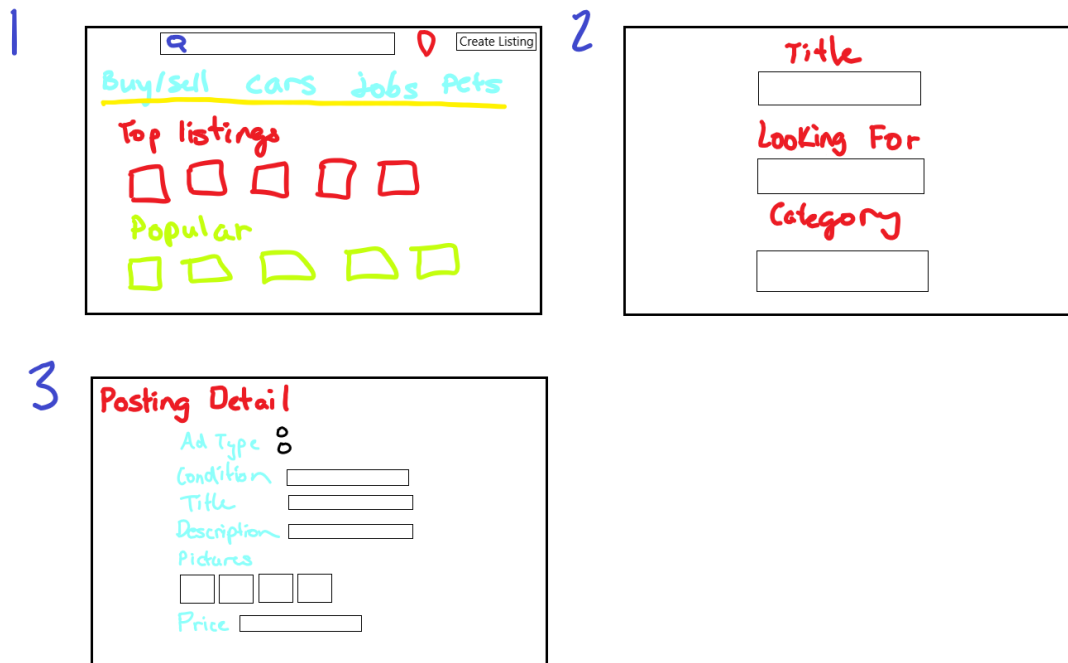 1
Create Listing
Buy/sell cars Jobs Pets
Top listings
Popular
2
Title
Looking For
Category
3
Posting Detail
Ad Type
Condition
Title
Description
Pictures
Price